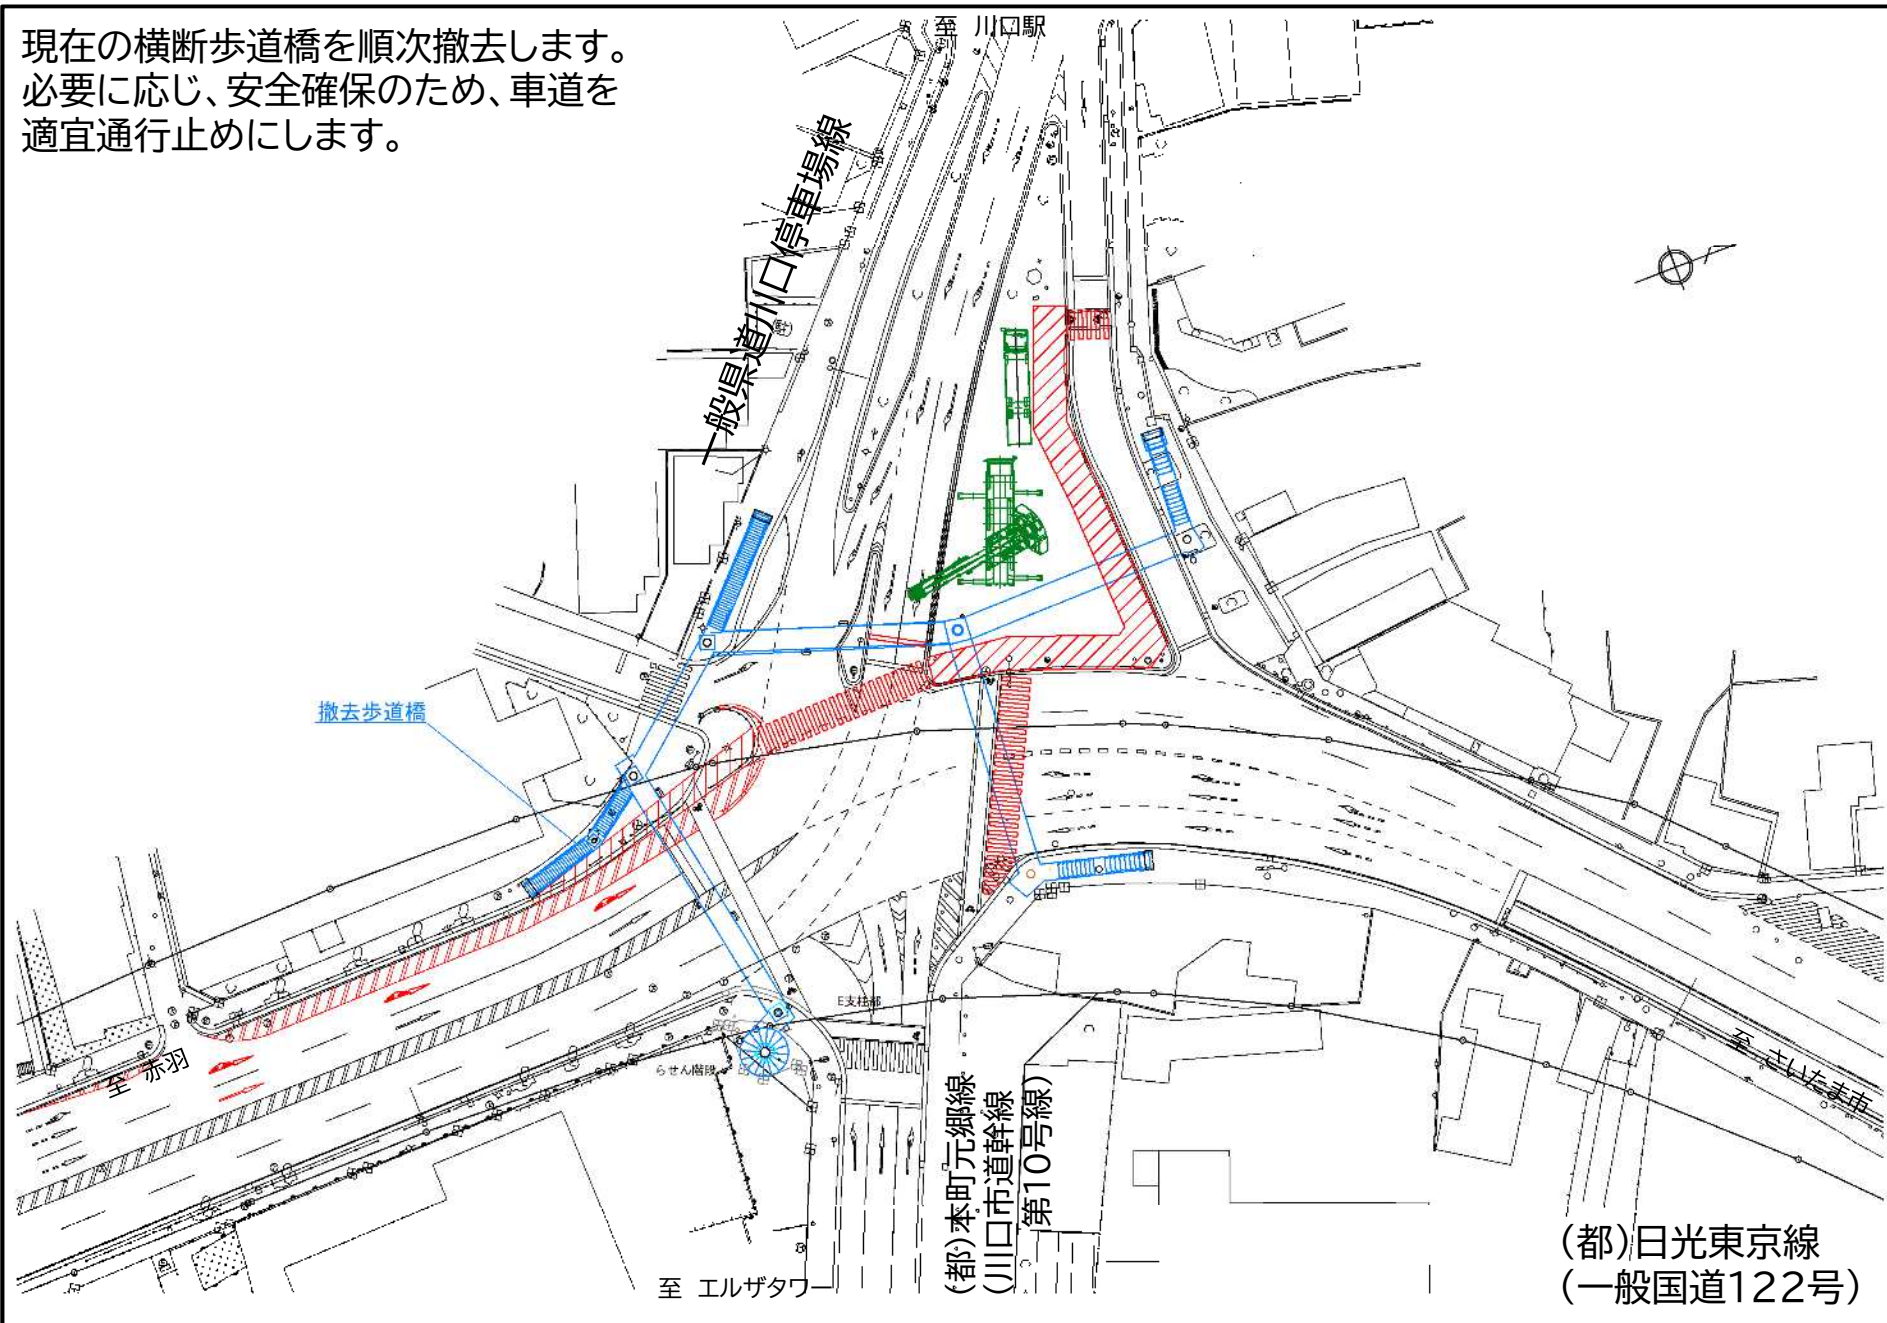 現在の横断歩道橋を順次撤去します。
必要に応じ、安全確保のため、車道を
適宜通行止めにします。
至 川口駅
一般県道川口停車場線
撤去歩道橋
E支柱部
らせん階段
至 赤羽
至 さいたま市
(都)本町元郷線
(川口市道幹線
第10号線)
至 エルザタワー
(都)日光東京線
(一般国道122号)